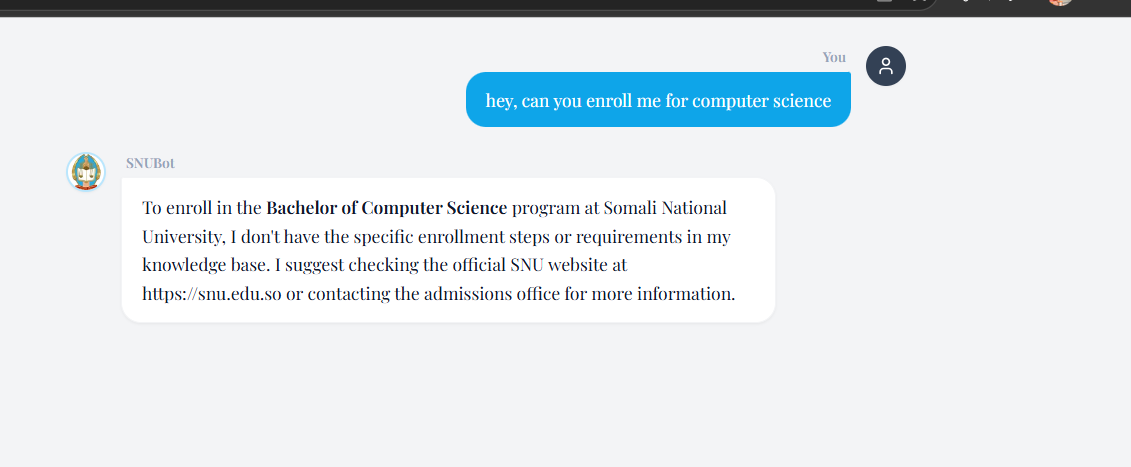 You
hey, can you enroll me for computer science
SNUBot
To enroll in the Bachelor of Computer Science program at Somali National
University, I don't have the specific enrollment steps or requirements in my
knowledge base. I suggest checking the official SNU website at
https://snu.edu.so or contacting the admissions office for more information.